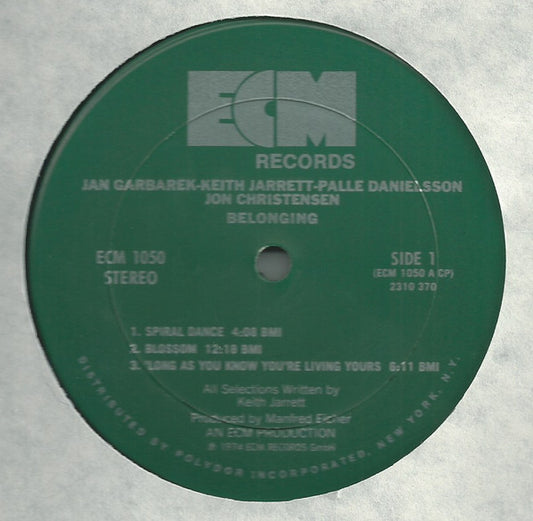 ECM
RECORDS
JAN GARBAREK-KEITH JARRETT-PALLE DANIELSSON
JON CHRISTENSEN
BELONGING
ECM 1050
STEREO
SIDE 1
(ECM 1050 A CP)
2310 370
1. SPIRAL DANCE 4:08 BMI
2. BLOSSOM 12:18 BMI
3. 'LONG AS YOU KNOW YOU'RE LIVING YOURS 6:11 BMI
All Selections Written by
Keith Jarrett
Produced by Manfred Eicher
AN ECM PRODUCTION
℗ 1974 ECM RECORDS GmbH
DISTRIBUTED BY POLYDOR INCORPORATED, NEW YORK, N.Y.